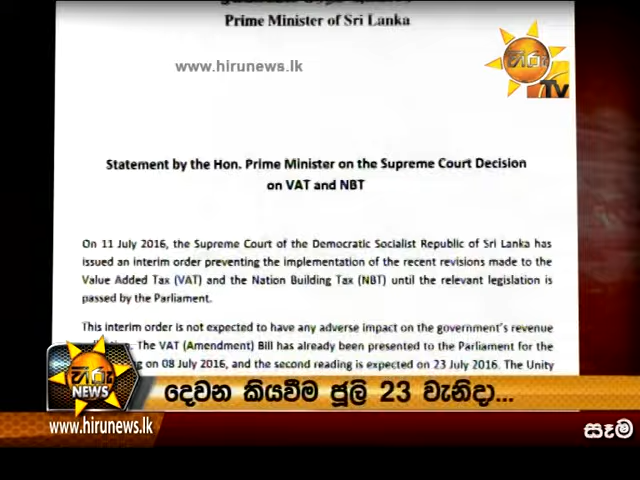 Prime Minister of Sri Lanka
www.hirunews.lk
හිරු
Tv
Statement by the Hon. Prime Minister on the Supreme Court Decision
on VAT and NBT
On 11 July 2016, the Supreme Court of the Democratic Socialist Republic of Sri Lanka has
issued an interim order preventing the implementation of the recent revisions made to the
Value Added Tax (VAT) and the Nation Building Tax (NBT) until the relevant legislation is
passed by the Parliament.
This interim order is not expected to have any adverse impact on the government's revenue
The VAT (Amendment) Bill has already been presented to the Parliament for the
on 08 July 2016, and the second reading is expected on 23 July 2016. The Unity
හිරු
NEWS
දෙවන කියවීම ජූලි 23 වැනිදා...
www.hirunews.lk
සෑම